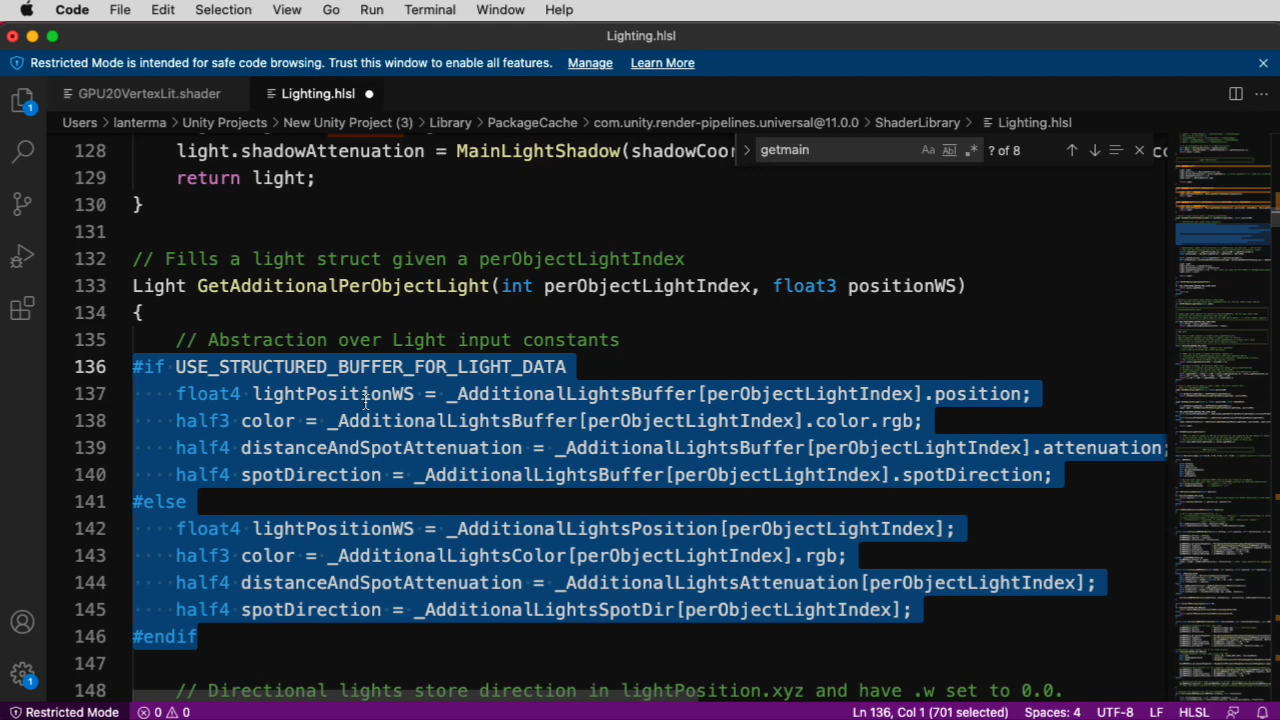 Code File Edit Selection View Go Run Terminal Window Help
Lighting.hlsl
Restricted Mode is intended for safe code browsing. Trust this window to enable all features. Manage Learn More
GPU20VertexLit.shader Lighting.hlsl
Users > lanterma > Unity Projects > New Unity Project (3) > Library > PackageCache > com.unity.render-pipelines.universal@11.0.0 > ShaderLibrary > Lighting.hlsl
getmain Aa ab .* ? of 8
128 light.shadowAttenuation = MainLightShadow(shadowCoor
129 return light;
130 }
131
132 // Fills a light struct given a perObjectLightIndex
133 Light GetAdditionalPerObjectLight(int perObjectLightIndex, float3 positionWS)
134 {
135 // Abstraction over Light input constants
136 #if USE_STRUCTURED_BUFFER_FOR_LIGHT_DATA
137 float4 lightPositionWS = _AdditionalLightsBuffer[perObjectLightIndex].position;
138 half3 color = _AdditionalLightsBuffer[perObjectLightIndex].color.rgb;
139 half4 distanceAndSpotAttenuation = _AdditionalLightsBuffer[perObjectLightIndex].attenuation;
140 half4 spotDirection = _AdditionalLightsBuffer[perObjectLightIndex].spotDirection;
141 #else
142 float4 lightPositionWS = _AdditionalLightsPosition[perObjectLightIndex];
143 half3 color = _AdditionalLightsColor[perObjectLightIndex].rgb;
144 half4 distanceAndSpotAttenuation = _AdditionalLightsAttenuation[perObjectLightIndex];
145 half4 spotDirection = _AdditionalLightsSpotDir[perObjectLightIndex];
146 #endif
147
148 // Directional lights store direction in lightPosition.xyz and have .w set to 0.0.
1
1
Restricted Mode 0 0 Ln 136, Col 1 (701 selected) Spaces: 4 UTF-8 LF HLSL